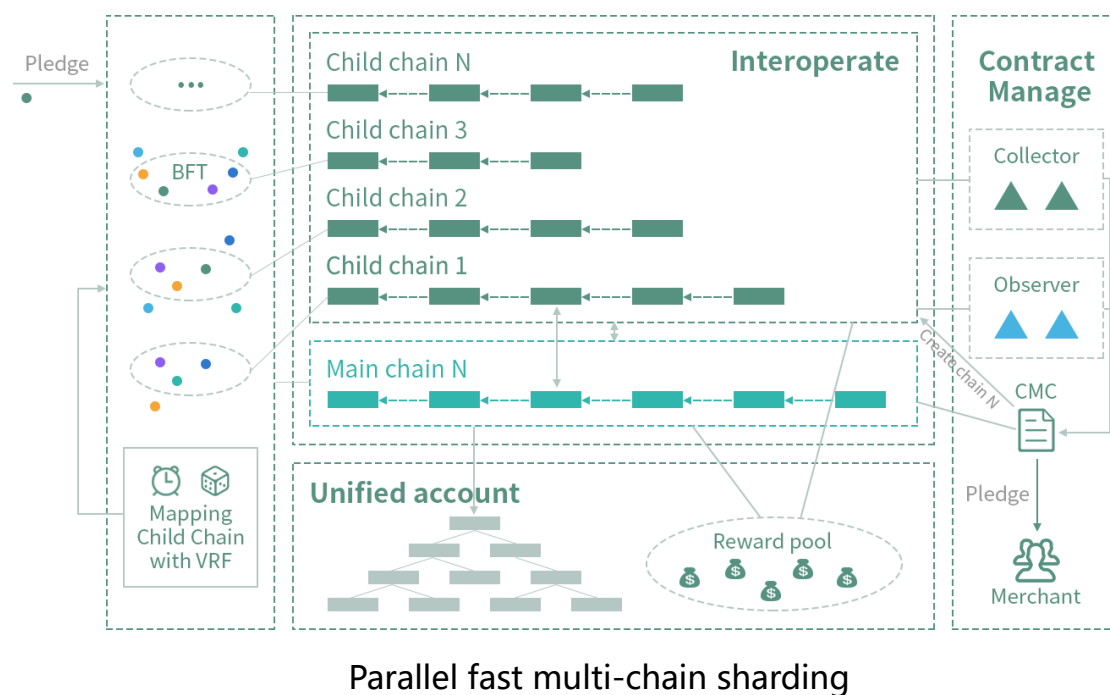 Pledge
...
BFT
Mapping
Child Chain
with VRF
Interoperate
Child chain N
Child chain 3
Child chain 2
Child chain 1
Main chain N
Unified account
Reward pool
$ $ $ $ $
Contract
Manage
Collector
Observer
Create chain N
CMC
Pledge
Merchant
Parallel fast multi-chain sharding